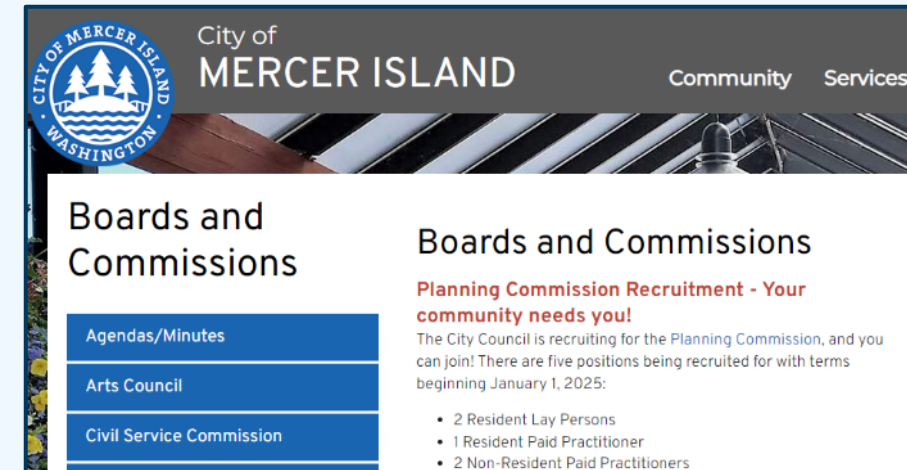 CITY OF MERCER ISLAND
WASHINGTON
City of
MERCER ISLAND
Community Services
Boards and
Commissions
Agendas/Minutes
Arts Council
Civil Service Commission
Boards and Commissions
Planning Commission Recruitment - Your
community needs you!
The City Council is recruiting for the Planning Commission, and you
can join! There are five positions being recruited for with terms
beginning January 1, 2025:
• 2 Resident Lay Persons
• 1 Resident Paid Practitioner
• 2 Non-Resident Paid Practitioners